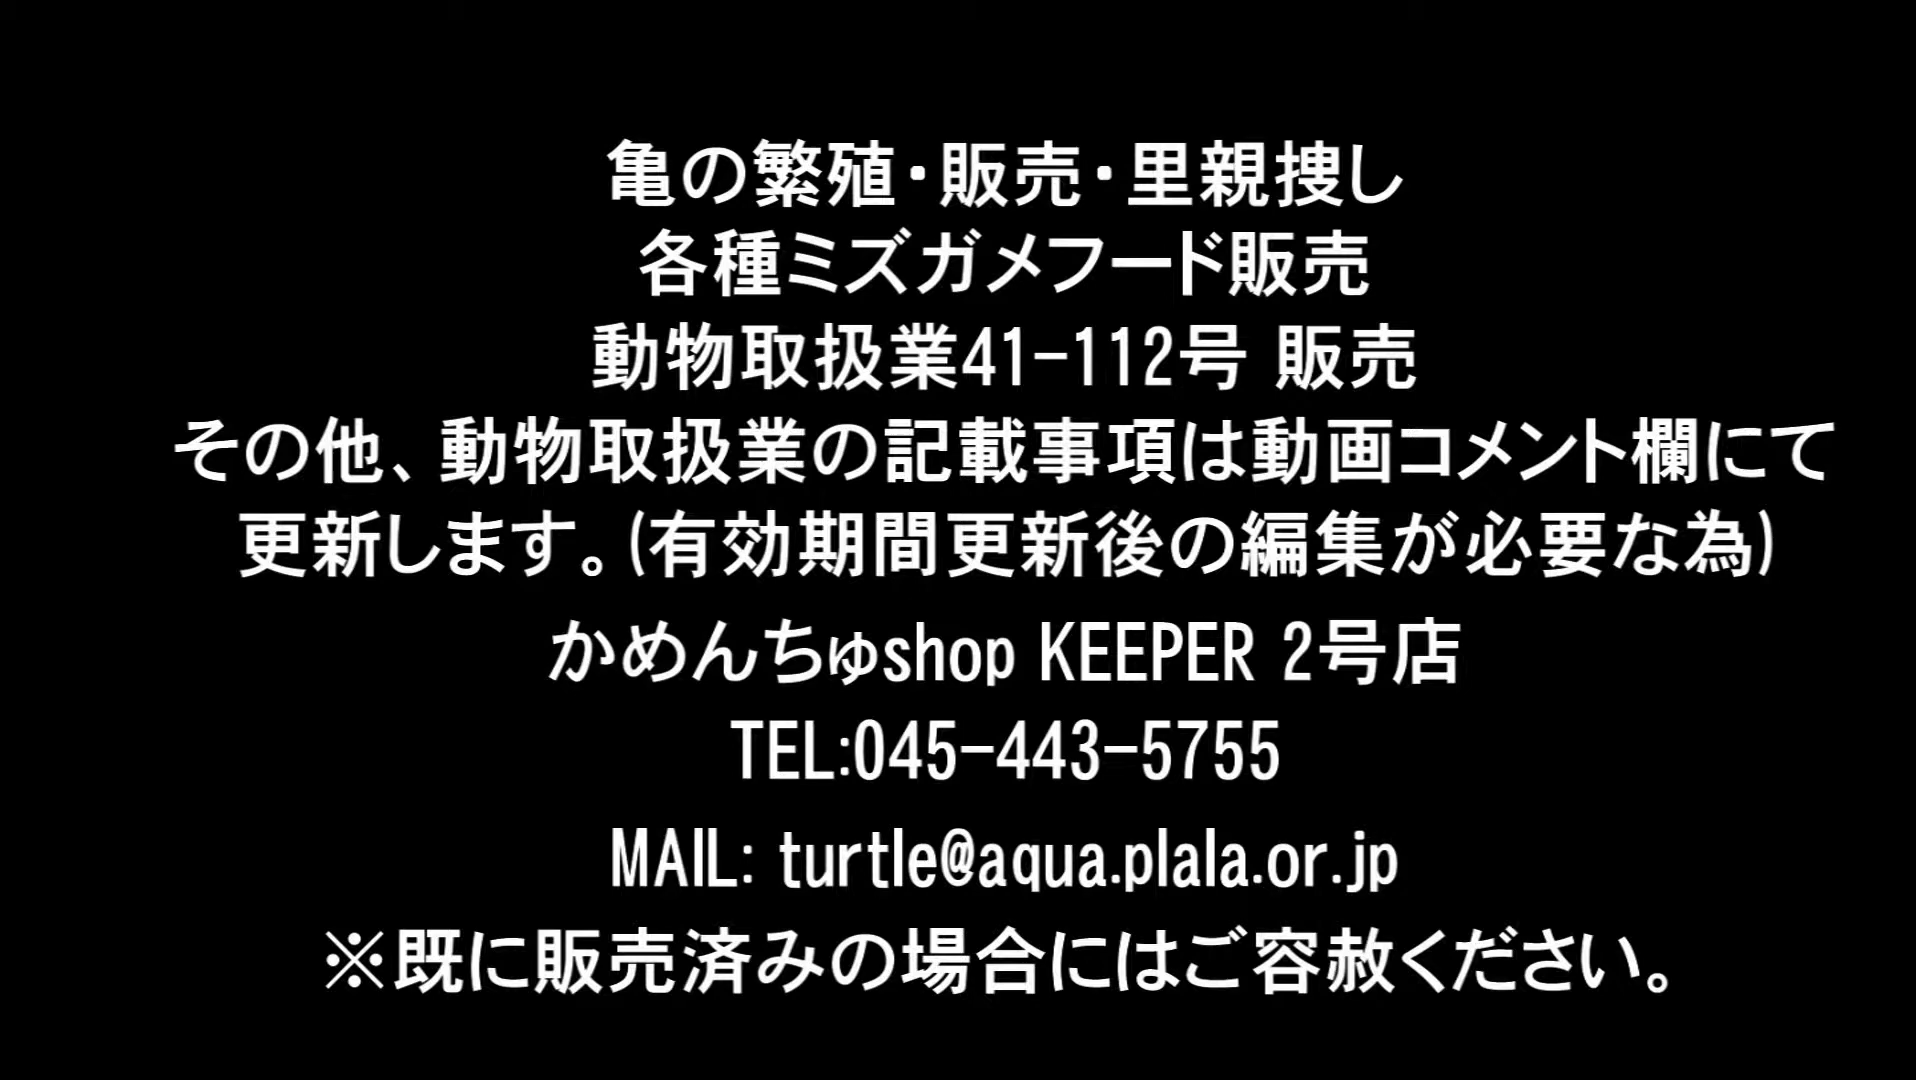 亀の繁殖・販売・里親捜し
各種ミズガメフード販売
動物取扱業41-112号 販売
その他、動物取扱業の記載事項は動画コメント欄にて
更新します。(有効期間更新後の編集が必要な為)
かめんちゅshop KEEPER 2号店
TEL:045-443-5755
MAIL: turtle@aqua.plala.or.jp
※既に販売済みの場合にはご容赦ください。